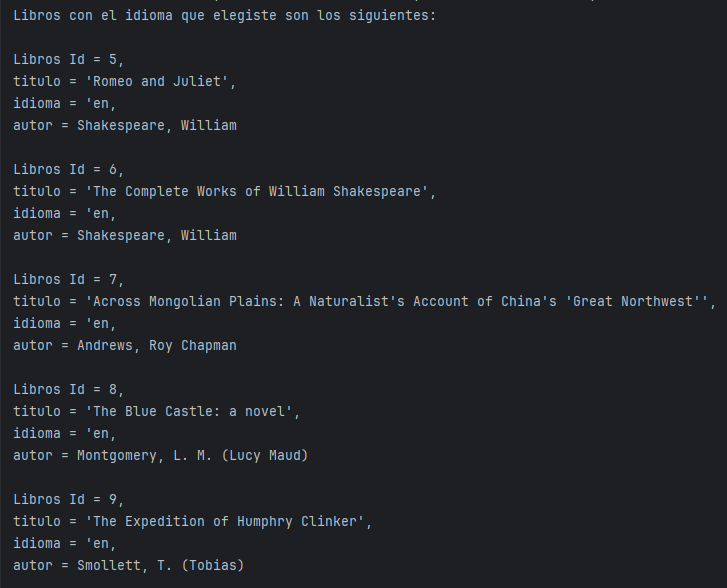 Libros con el idioma que elegiste son los siguientes:
Libros Id = 5,
titulo = 'Romeo and Juliet',
idioma = 'en,
autor = Shakespeare, William
Libros Id = 6,
titulo = 'The Complete Works of William Shakespeare',
idioma = 'en,
autor = Shakespeare, William
Libros Id = 7,
titulo = 'Across Mongolian Plains: A Naturalist's Account of China's 'Great Northwest'',
idioma = 'en,
autor = Andrews, Roy Chapman
Libros Id = 8,
titulo = 'The Blue Castle: a novel',
idioma = 'en,
autor = Montgomery, L. M. (Lucy Maud)
Libros Id = 9,
titulo = 'The Expedition of Humphry Clinker',
idioma = 'en,
autor = Smollett, T. (Tobias)